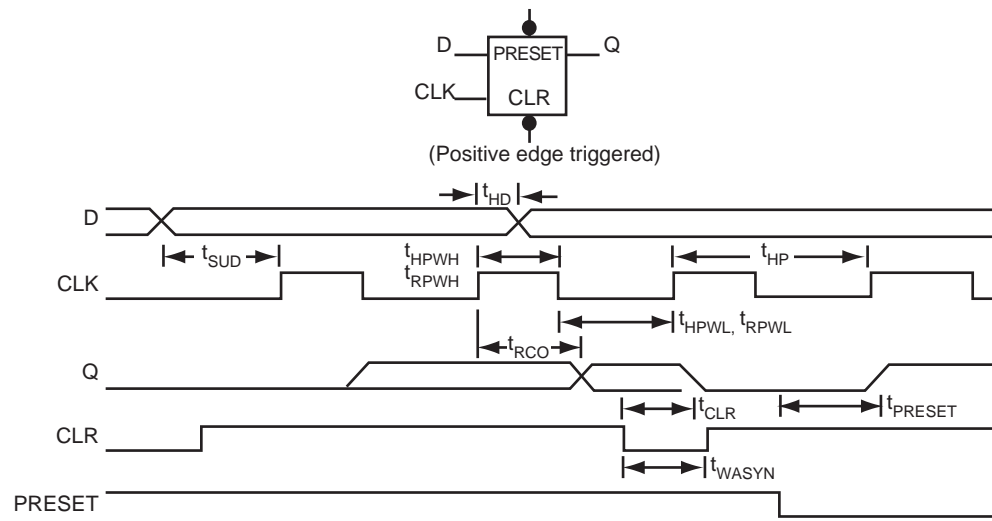 D
PRESET
Q
CLK
CLR
(Positive edge triggered)
tHD
D
tSUD
tHPWH
tRPWH
tHP
CLK
tHPWL, tRPWL
tRCO
Q
tCLR
tPRESET
CLR
tWASYN
PRESET